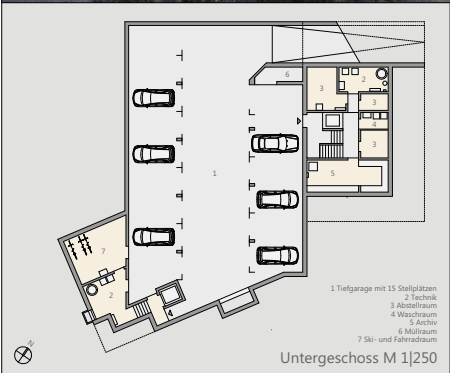 6
3
2
3
4
3
1
5
7
2
1 Tiefgarage mit 15 Stellplätzen
2 Technik
3 Abstellraum
4 Waschraum
5 Archiv
6 Müllraum
7 Ski- und Fahrradraum
N
Untergeschoss M 1|250